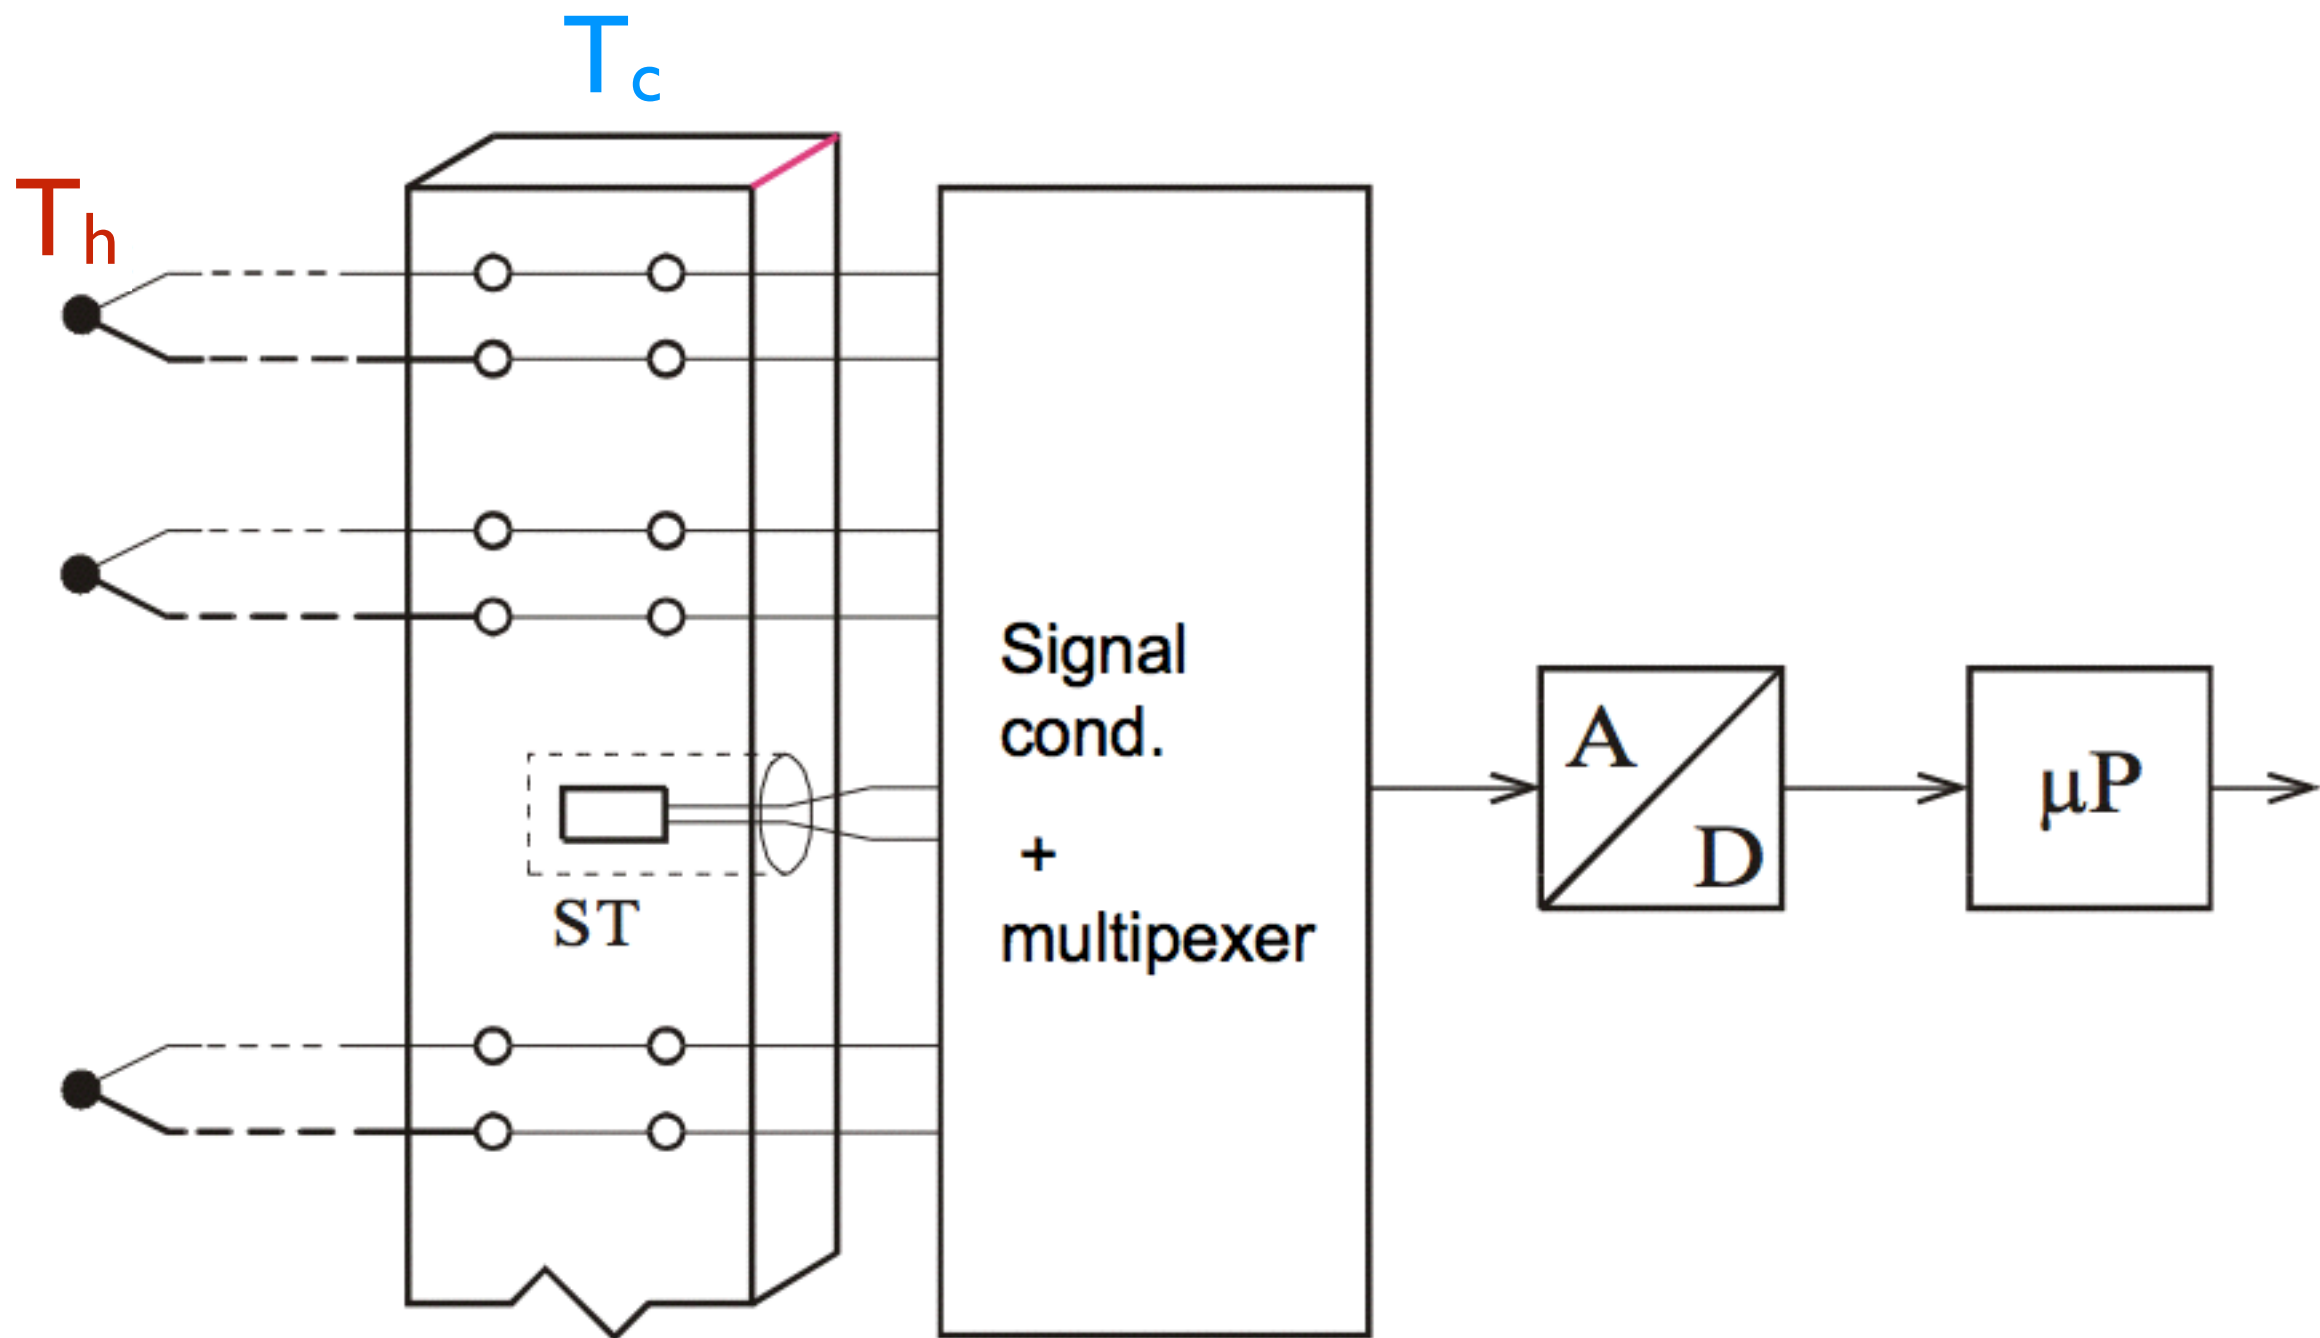 Tc
Th
Signal
cond.
+
multipexer
ST
A
D
μP